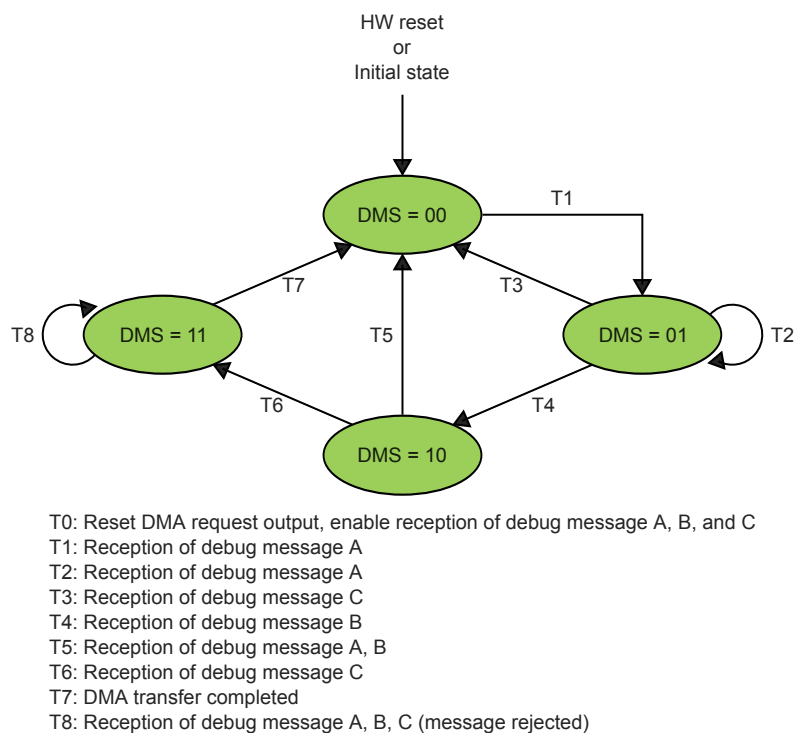 HW reset
or
Initial state
DMS = 00
T1
T7
T3
T8
DMS = 11
T5
DMS = 01
T2
T6
T4
DMS = 10
T0: Reset DMA request output, enable reception of debug message A, B, and C
T1: Reception of debug message A
T2: Reception of debug message A
T3: Reception of debug message C
T4: Reception of debug message B
T5: Reception of debug message A, B
T6: Reception of debug message C
T7: DMA transfer completed
T8: Reception of debug message A, B, C (message rejected)